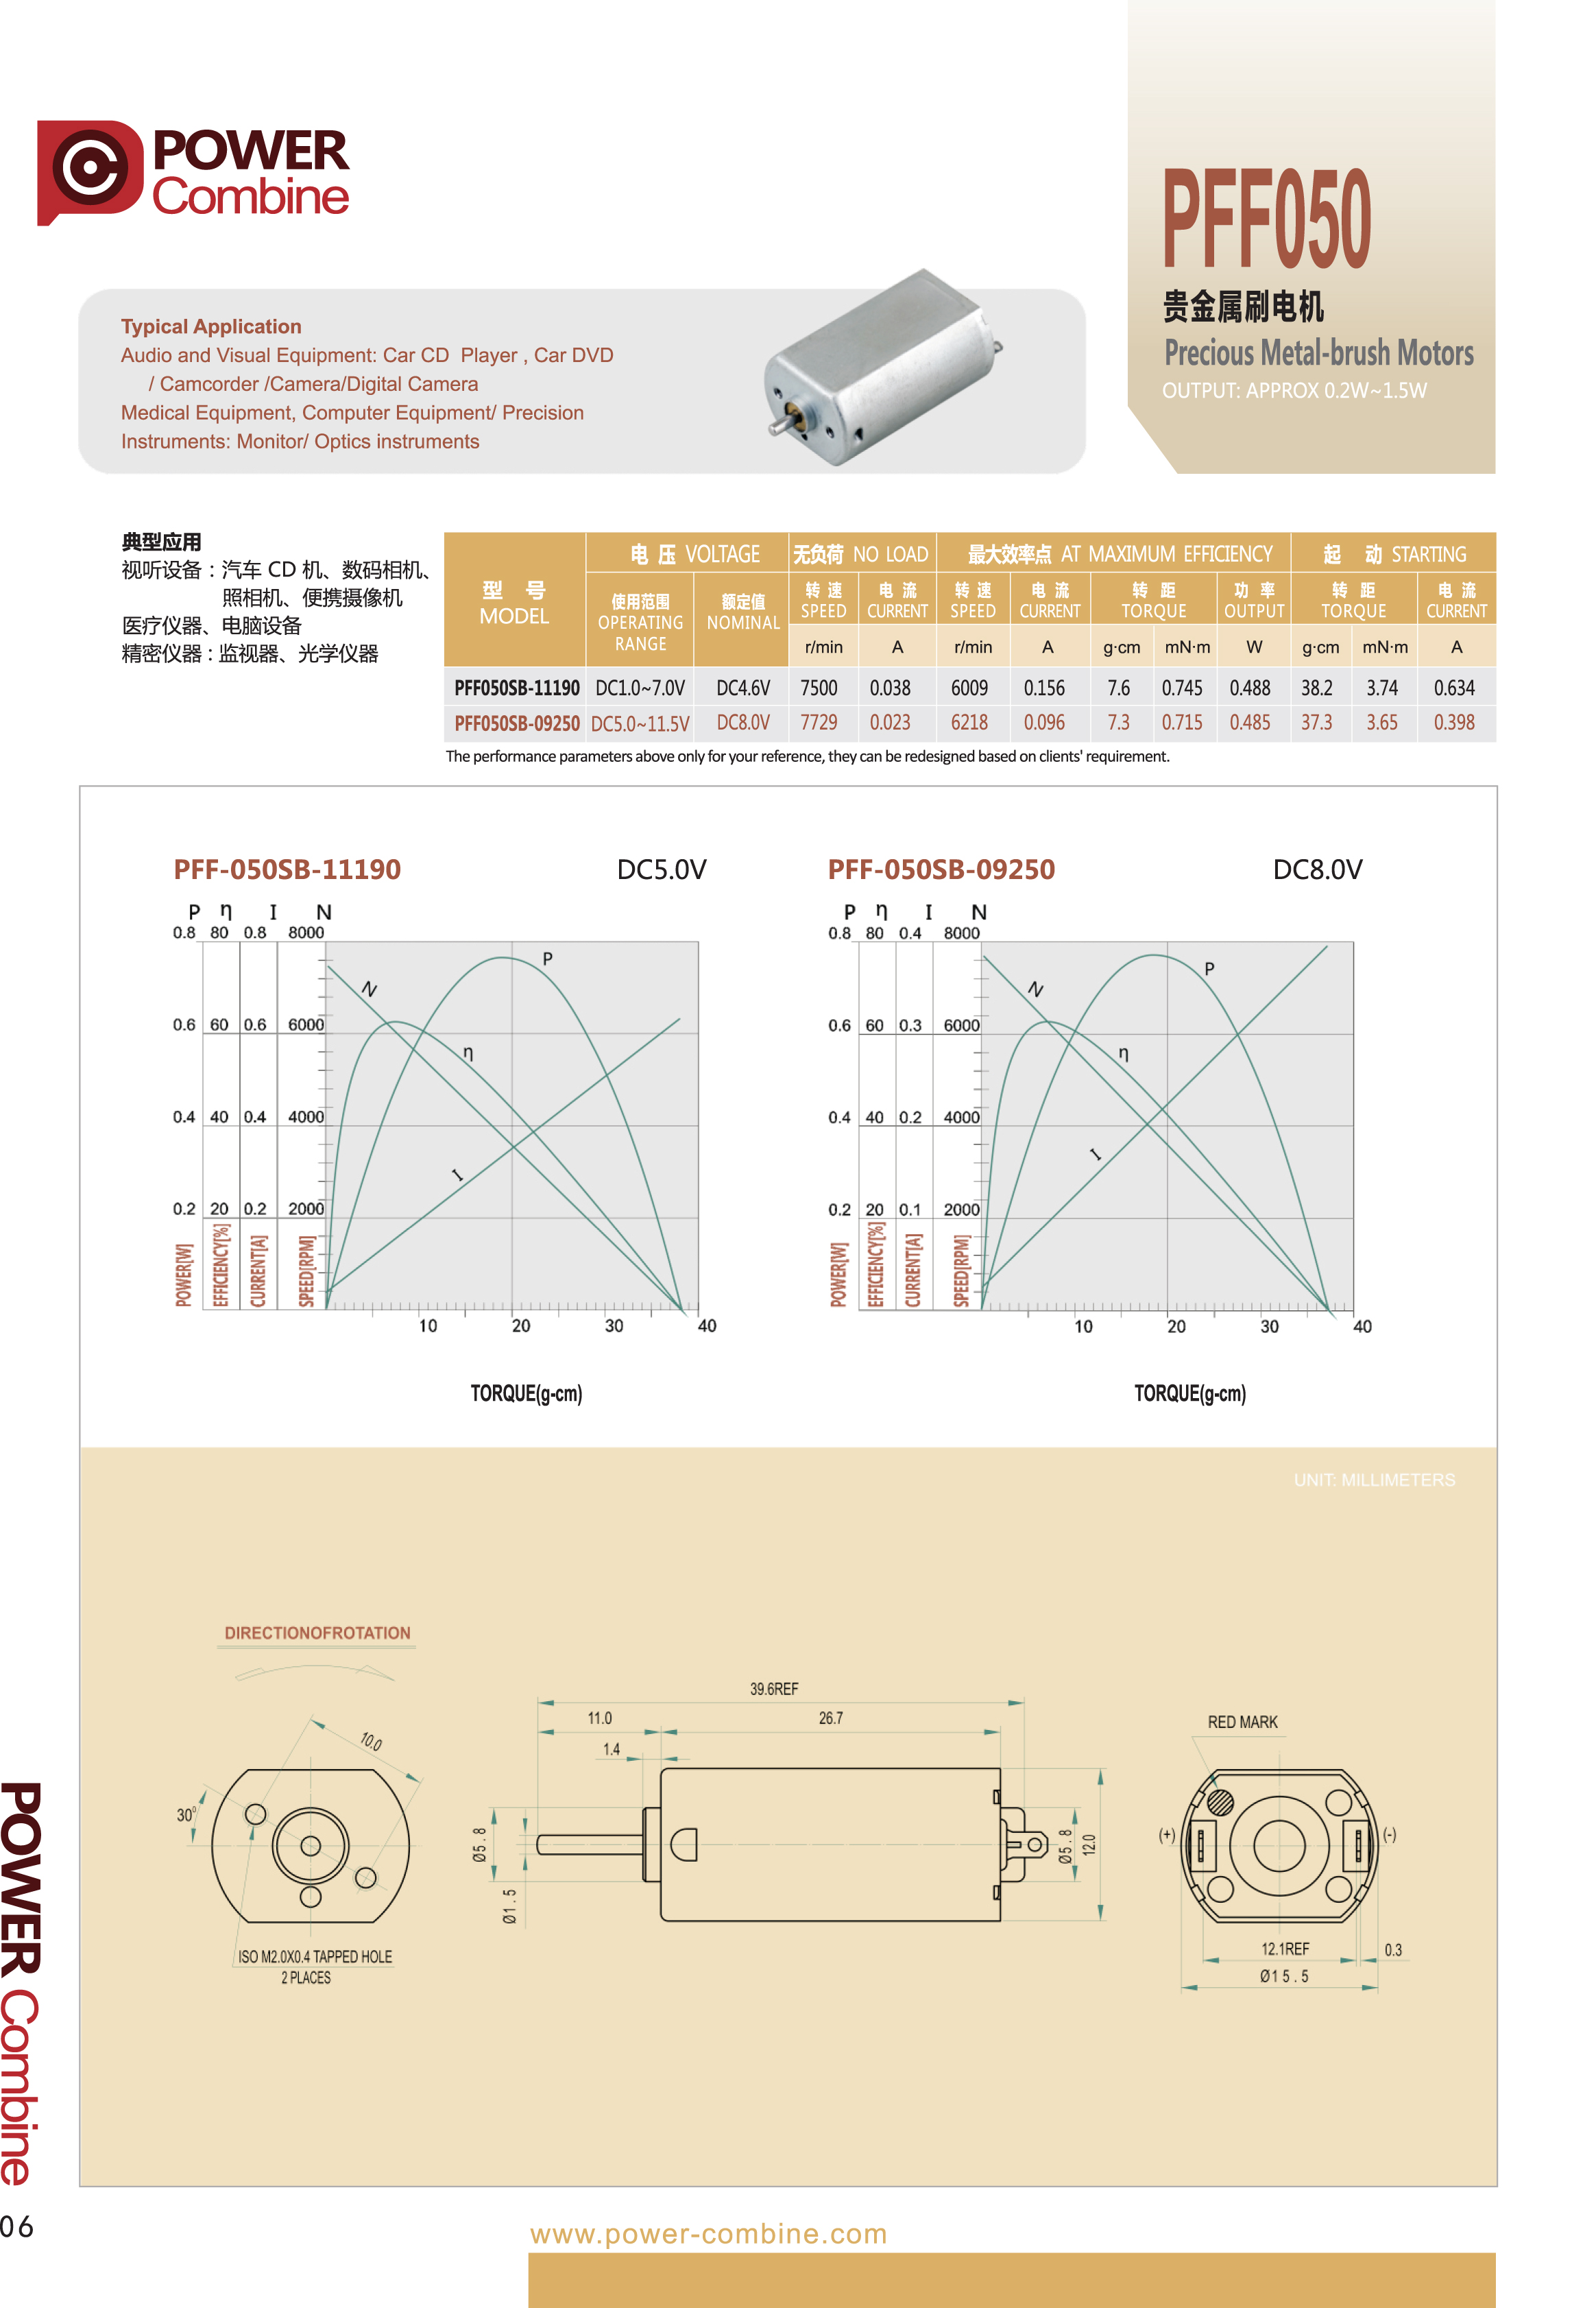 POWER
Combine
PFF050
贵金属刷电机
Precious Metal-brush Motors
OUTPUT: APPROX 0.2W~1.5W
Typical Application
Audio and Visual Equipment: Car CD Player , Car DVD
/ Camcorder /Camera/Digital Camera
Medical Equipment, Computer Equipment/ Precision
Instruments: Monitor/ Optics instruments
典型应用
视听设备：汽车 CD 机、数码相机、
照相机、便携摄像机
医疗仪器、电脑设备
精密仪器：监视器、光学仪器
型 号 MODEL 电 压 VOLTAGE 无负荷 NO LOAD 最大效率点 AT MAXIMUM EFFICIENCY 起 动 STARTING
使用范围 OPERATING RANGE 额定值 NOMINAL 转 速 SPEED 电 流 CURRENT 转 速 SPEED 电 流 CURRENT 转 距 TORQUE 功 率 OUTPUT 转 距 TORQUE 电 流 CURRENT
r/min A r/min A g·cm mN·m W g·cm mN·m A
PFF050SB-11190 DC1.0~7.0V DC4.6V 7500 0.038 6009 0.156 7.6 0.745 0.488 38.2 3.74 0.634
PFF050SB-09250 DC5.0~11.5V DC8.0V 7729 0.023 6218 0.096 7.3 0.715 0.485 37.3 3.65 0.398
The performance parameters above only for your reference, they can be redesigned based on clients' requirement.
PFF-050SB-11190 DC5.0V
P η I N
0.8 80 0.8 8000
0.6 60 0.6 6000
0.4 40 0.4 4000
0.2 20 0.2 2000
POWER[W]
EFFICIENCY[%]
CURRENT[A]
SPEED[RPM]
N
P
η
I
10 20 30 40
TORQUE(g-cm)
PFF-050SB-09250 DC8.0V
P η I N
0.8 80 0.4 8000
0.6 60 0.3 6000
0.4 40 0.2 4000
0.2 20 0.1 2000
POWER[W]
EFFICIENCY[%]
CURRENT[A]
SPEED[RPM]
N
P
η
I
10 20 30 40
TORQUE(g-cm)
UNIT: MILLIMETERS
DIRECTIONOFROTATION
10.0
30°
ISO M2.0X0.4 TAPPED HOLE
2 PLACES
39.6REF
11.0 26.7
1.4
Ø5.8
Ø1.5
Ø5.8
12.0
RED MARK
(+) (-)
12.1REF 0.3
Ø15.5
POWER Combine
06
www.power-combine.com